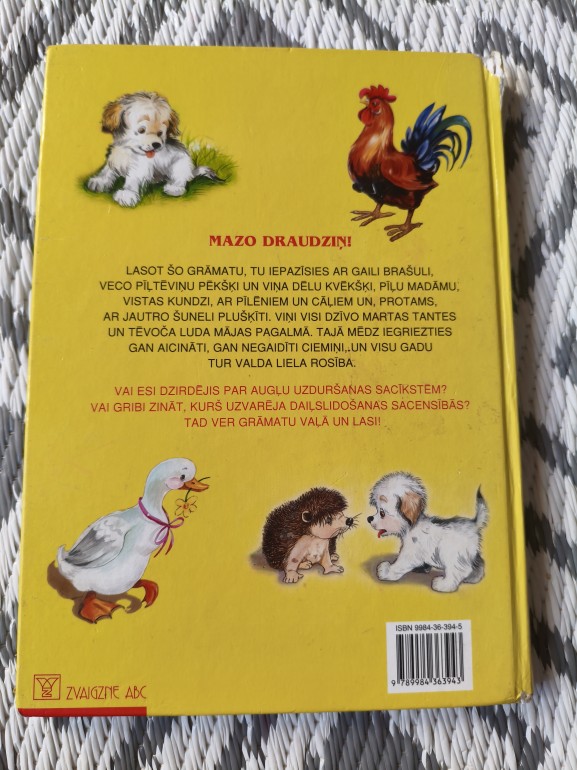 MAZO DRAUDZIŅ!
LASOT ŠO GRĀMATU, TU IEPAZĪSIES AR GAILI BRAŠULI,
VECO PĪĻTĒVIŅU PĒKŠĶI UN VIŅA DĒLU KVĒKŠĶI, PĪĻU MADĀMU,
VISTAS KUNDZI, AR PĪLĒNIEM UN CĀĻIEM UN, PROTAMS,
AR JAUTRO ŠUNELI PLUŠĶĪTI. VIŅI VISI DZĪVO MARTAS TANTES
UN TĒVOČA LUDA MĀJAS PAGALMĀ. TAJĀ MĒDZ IEGRIEZTIES
GAN AICINĀTI, GAN NEGAIDĪTI CIEMIŅI, UN VISU GADU
TUR VALDA LIELA ROSĪBA.
VAI ESI DZIRDĒJIS PAR AUGĻU UZDURŠANAS SACĪKSTĒM?
VAI GRIBI ZINĀT, KURŠ UZVARĒJA DAIĻSLIDOŠANAS SACENSĪBĀS?
TAD VER GRĀMATU VAĻĀ UN LASI!
ISBN 9984-36-394-5
9 789984 363943
ZVAIGZNE ABC